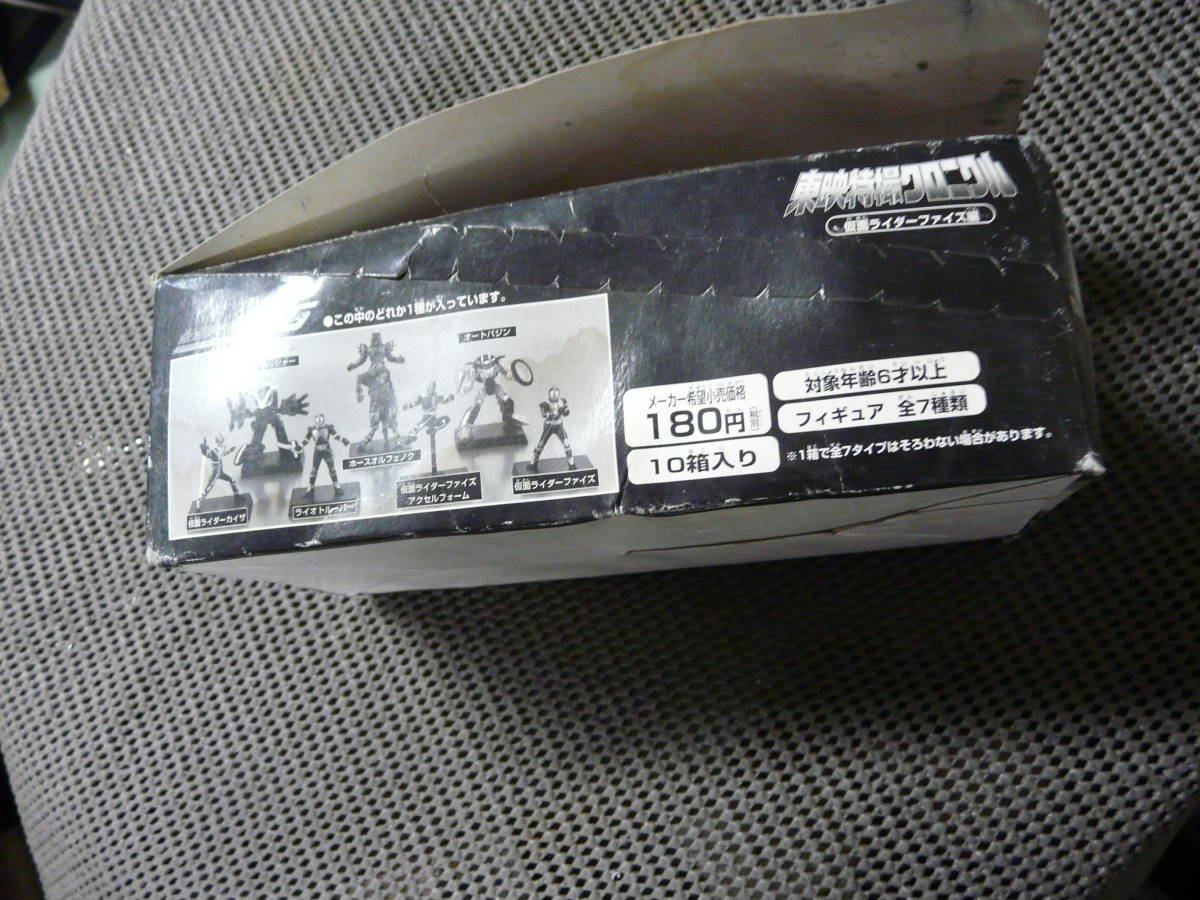 東映特撮クロニクル
仮面ライダーファイズ編
●この中のどれか1種が入っています。
オートバジン
ホースオルフェノク
仮面ライダーカイザ
ライオトルーパー
仮面ライダーファイズ
アクセルフォーム
仮面ライダーファイズ
メーカー希望小売価格
180円(税別)
10箱入り
対象年齢6才以上
フィギュア 全7種類
※1箱で全7タイプはそろわない場合があります。